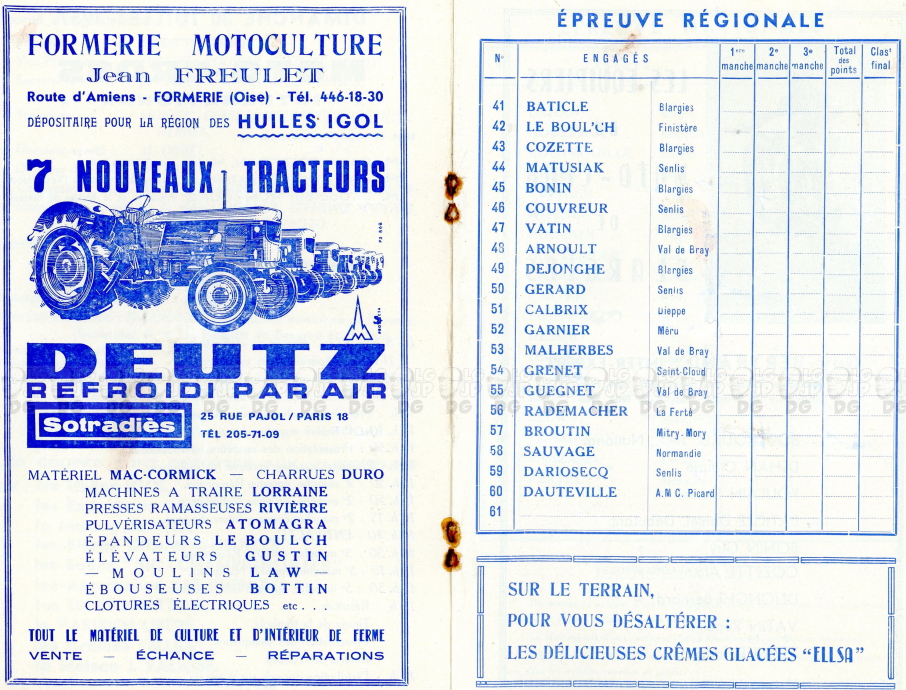 FORMERIE MOTOCULTURE
Jean FREULET
Route d'Amiens - FORMERIE (Oise) - Tél. 446-18-30
DÉPOSITAIRE POUR LA RÉGION DES HUILES IGOL
7 NOUVEAUX TRACTEURS
DEUTZ
REFROIDI PAR AIR
Sotradiès
25 RUE PAJOL / PARIS 18
TÉL 205-71-09
MATÉRIEL MAC-CORMICK — CHARRUES DURO
MACHINES A TRAIRE LORRAINE
PRESSES RAMASSEUSES RIVIÈRRE
PULVÉRISATEURS ATOMAGRA
ÉPANDEURS LE BOULCH
ÉLÉVATEURS GUSTIN
— MOULINS LAW —
ÉBOUSEUSES BOTTIN
CLOTURES ÉLECTRIQUES etc...
TOUT LE MATÉRIEL DE CULTURE ET D'INTÉRIEUR DE FERME
VENTE — ÉCHANCE — RÉPARATIONS
ÉPREUVE RÉGIONALE
N° ENGAGÉS 1ere manche 2e manche 3e manche Total des points Clast final
41 BATICLE Blargies
42 LE BOUL'CH Finistère
43 COZETTE Blargies
44 MATUSIAK Senlis
45 BONIN Blargies
46 COUVREUR Senlis
47 VATIN Blargies
48 ARNOULT Val de Bray
49 DEJONGHE Blargies
50 GERARD Senlis
51 CALBRIX Dieppe
52 GARNIER Méru
53 MALHERBES Val de Bray
54 GRENET Saint-Cloud
55 GUEGNET Val de Bray
56 RADEMACHER La Ferté
57 BROUTIN Mitry-Mory
58 SAUVAGE Normandie
59 DARIOSECQ Senlis
60 DAUTEVILLE A.M.C. Picard
61
SUR LE TERRAIN,
POUR VOUS DÉSALTÉRER :
LES DÉLICIEUSES CRÊMES GLACÉES "ELLSA"